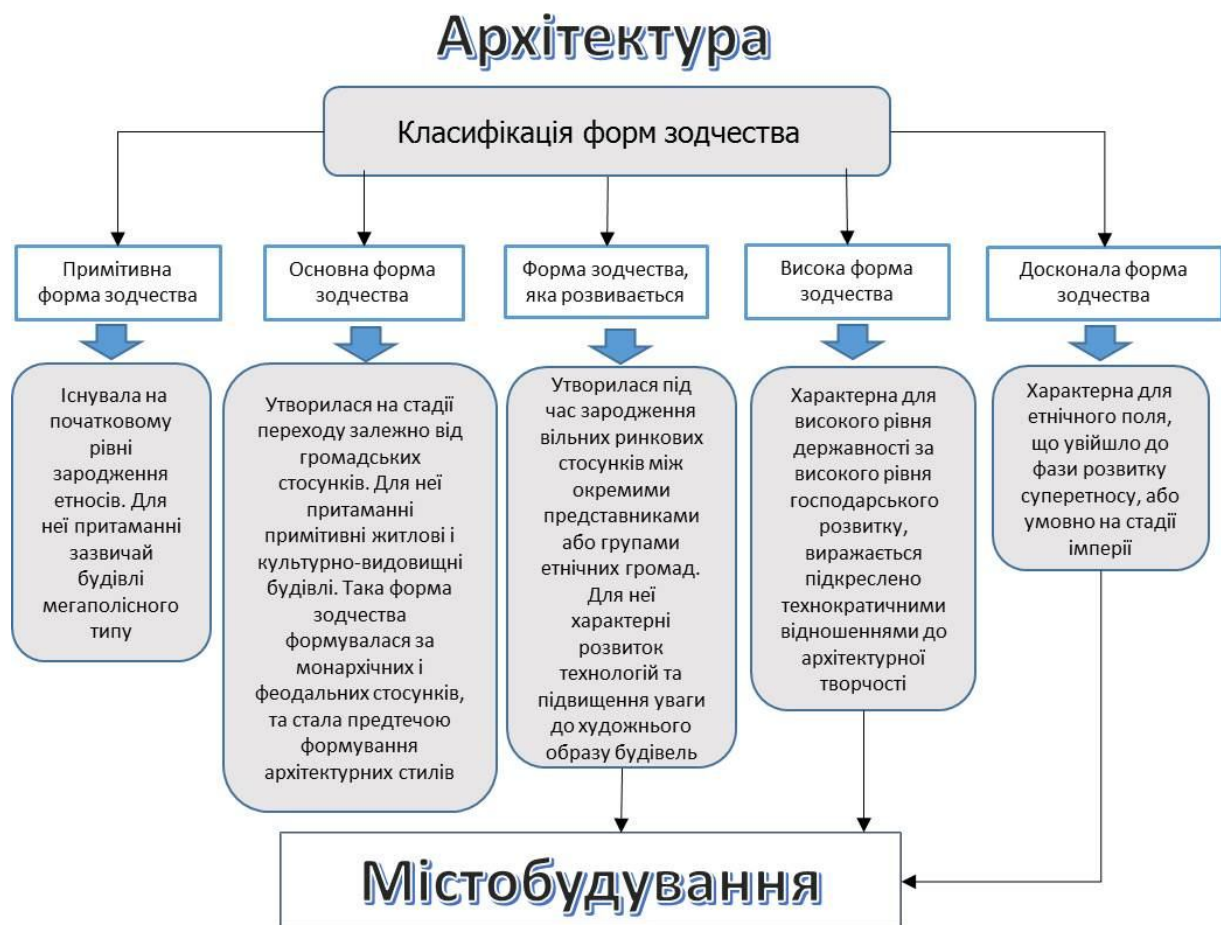 Архітектура
Класифікація форм зодчества
Примітивна
форма зодчества
Основна форма
зодчества
Форма зодчества,
яка розвивається
Висока форма
зодчества
Досконала форма
зодчества
Існувала на
початковому
рівні
зародження
етносів. Для
неї притаманні
зазвичай
будівлі
мегаполісного
типу
Утворилася на стадії
переходу залежно від
громадських
стосунків. Для неї
притаманні
примітивні житлові і
культурно-видовищні
будівлі. Така форма
зодчества
формувалася за
монархічних і
феодальних стосунків,
та стала предтечою
формування
архітектурних стилів
Утворилася під
час зародження
вільних ринкових
стосунків між
окремими
представниками
або групами
етнічних громад.
Для неї
характерні
розвиток
технологій та
підвищення уваги
до художнього
образу будівель
Характерна для
високого рівня
державності за
високого рівня
господарського
розвитку,
виражається
підкреслено
технократичними
відношеннями до
архітектурної
творчості
Характерна для
етнічного поля,
що увійшло до
фази розвитку
суперетносу, або
умовно на стадії
імперії
Містобудування